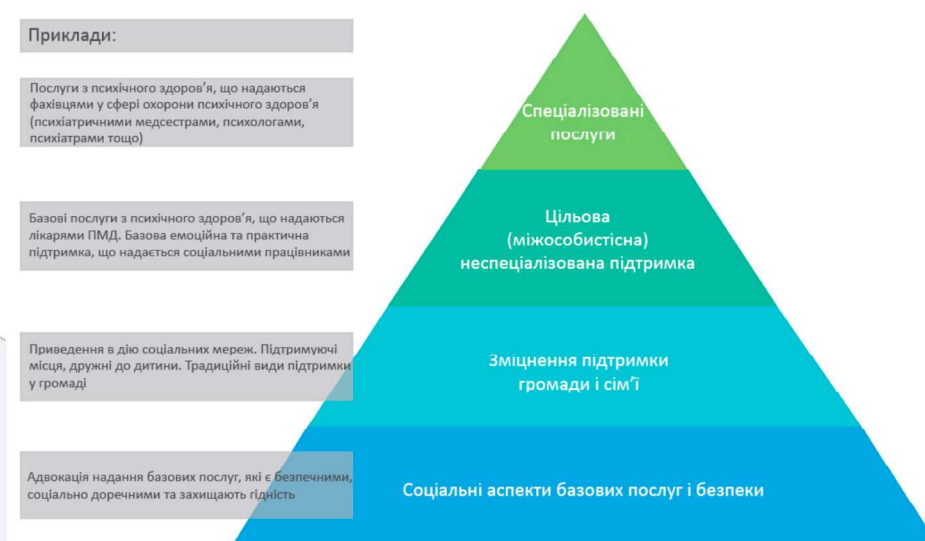 Приклади:
Послуги з психічного здоров’я, що надаються
фахівцями у сфері охорони психічного здоров’я
(психіатричними медсестрами, психологами,
психіатрами тощо)
Спеціалізовані
послуги
Базові послуги з психічного здоров’я, що надаються
лікарями ПМД. Базова емоційна та практична
підтримка, що надається соціальними працівниками
Цільова
(міжособистісна)
неспеціалізована підтримка
Приведення в дію соціальних мереж. Підтримуючі
місця, дружні до дитини. Традиційні види підтримки
у громаді
Зміцнення підтримки
громади і сім’ї
Адвокація надання базових послуг, які є безпечними,
соціально доречними та захищають гідність
Соціальні аспекти базових послуг і безпеки